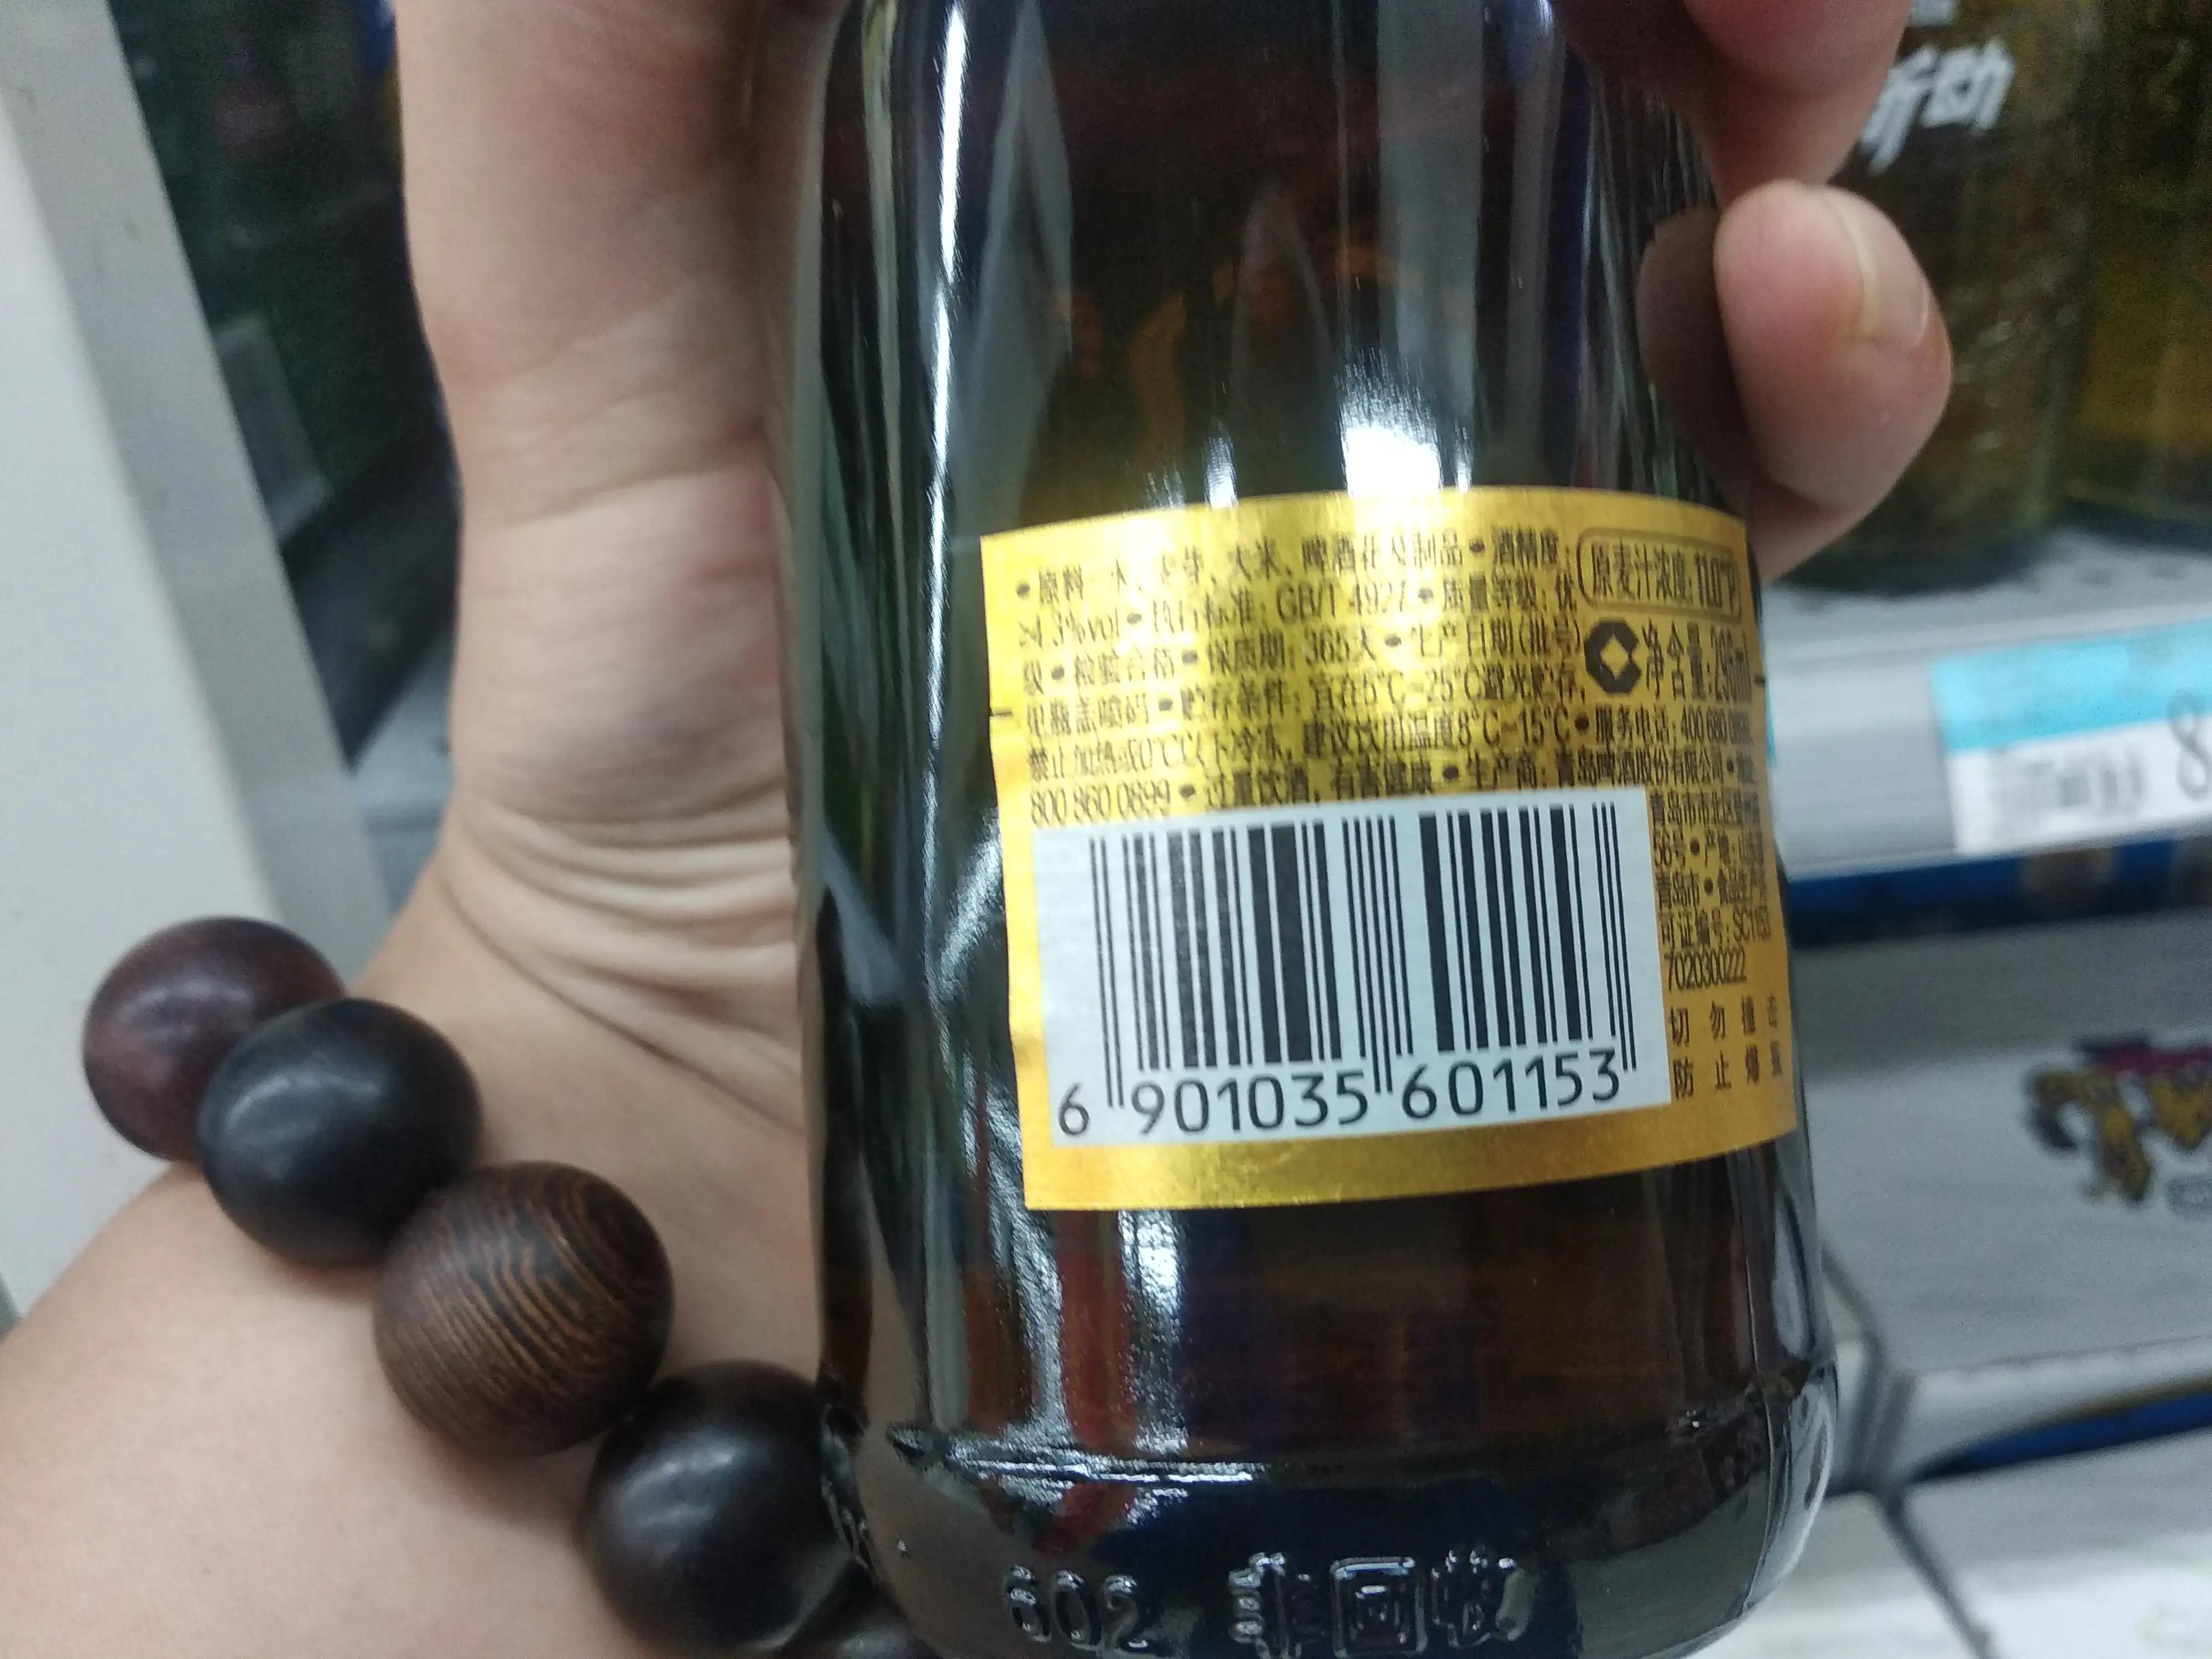 •原料:水、麦芽、大米、啤酒花及制品•酒精度:
≥4.3%vol•执行标准:GB/T 4927•质量等级:优
级•检验合格•保质期:365天•生产日期(批号)
见瓶盖喷码•贮存条件:宜在5°C-25°C避光贮存,
禁止加热或0°C以下冷冻,建议饮用温度8°C-15°C•服务电话:400 680
800 860 0899•过量饮酒,有害健康•生产商:青岛啤酒股份有限公司•
原麦汁浓度:11.0°P
净含量:296ml
青岛市市北区登州
56号•产地:山东
青岛市•食品生产
可证编号:SC1153
702030022
切勿撞击
防止爆
6 901035 601153
602 非回收
新动
8